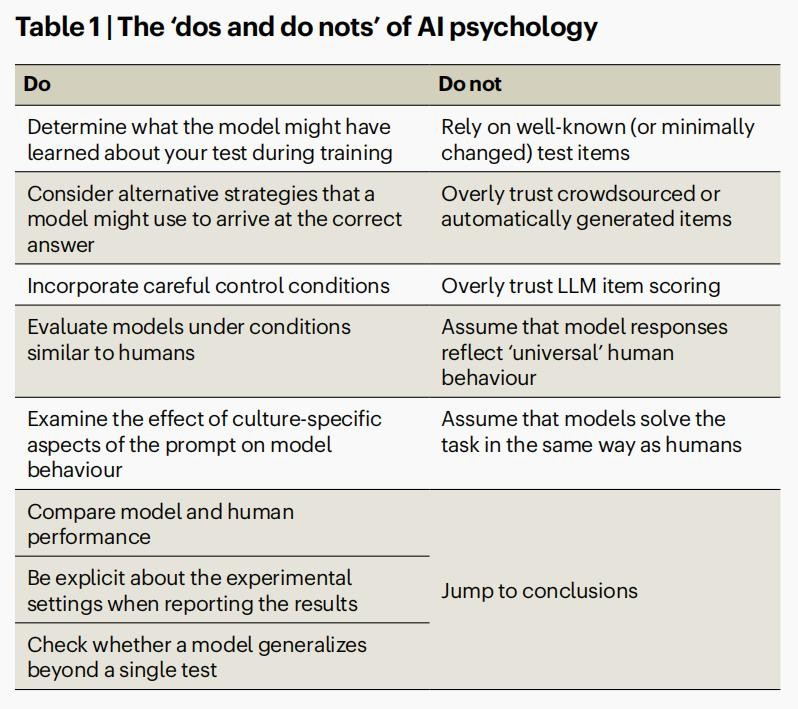 Table 1 | The ‘dos and do nots’ of AI psychology
Do
Do not
Determine what the model might have
learned about your test during training
Rely on well-known (or minimally
changed) test items
Consider alternative strategies that a
model might use to arrive at the correct
answer
Overly trust crowdsourced or
automatically generated items
Incorporate careful control conditions
Overly trust LLM item scoring
Evaluate models under conditions
similar to humans
Assume that model responses
reflect ‘universal’ human
behaviour
Examine the effect of culture-specific
aspects of the prompt on model
behaviour
Assume that models solve the
task in the same way as humans
Compare model and human
performance
Be explicit about the experimental
settings when reporting the results
Check whether a model generalizes
beyond a single test
Jump to conclusions